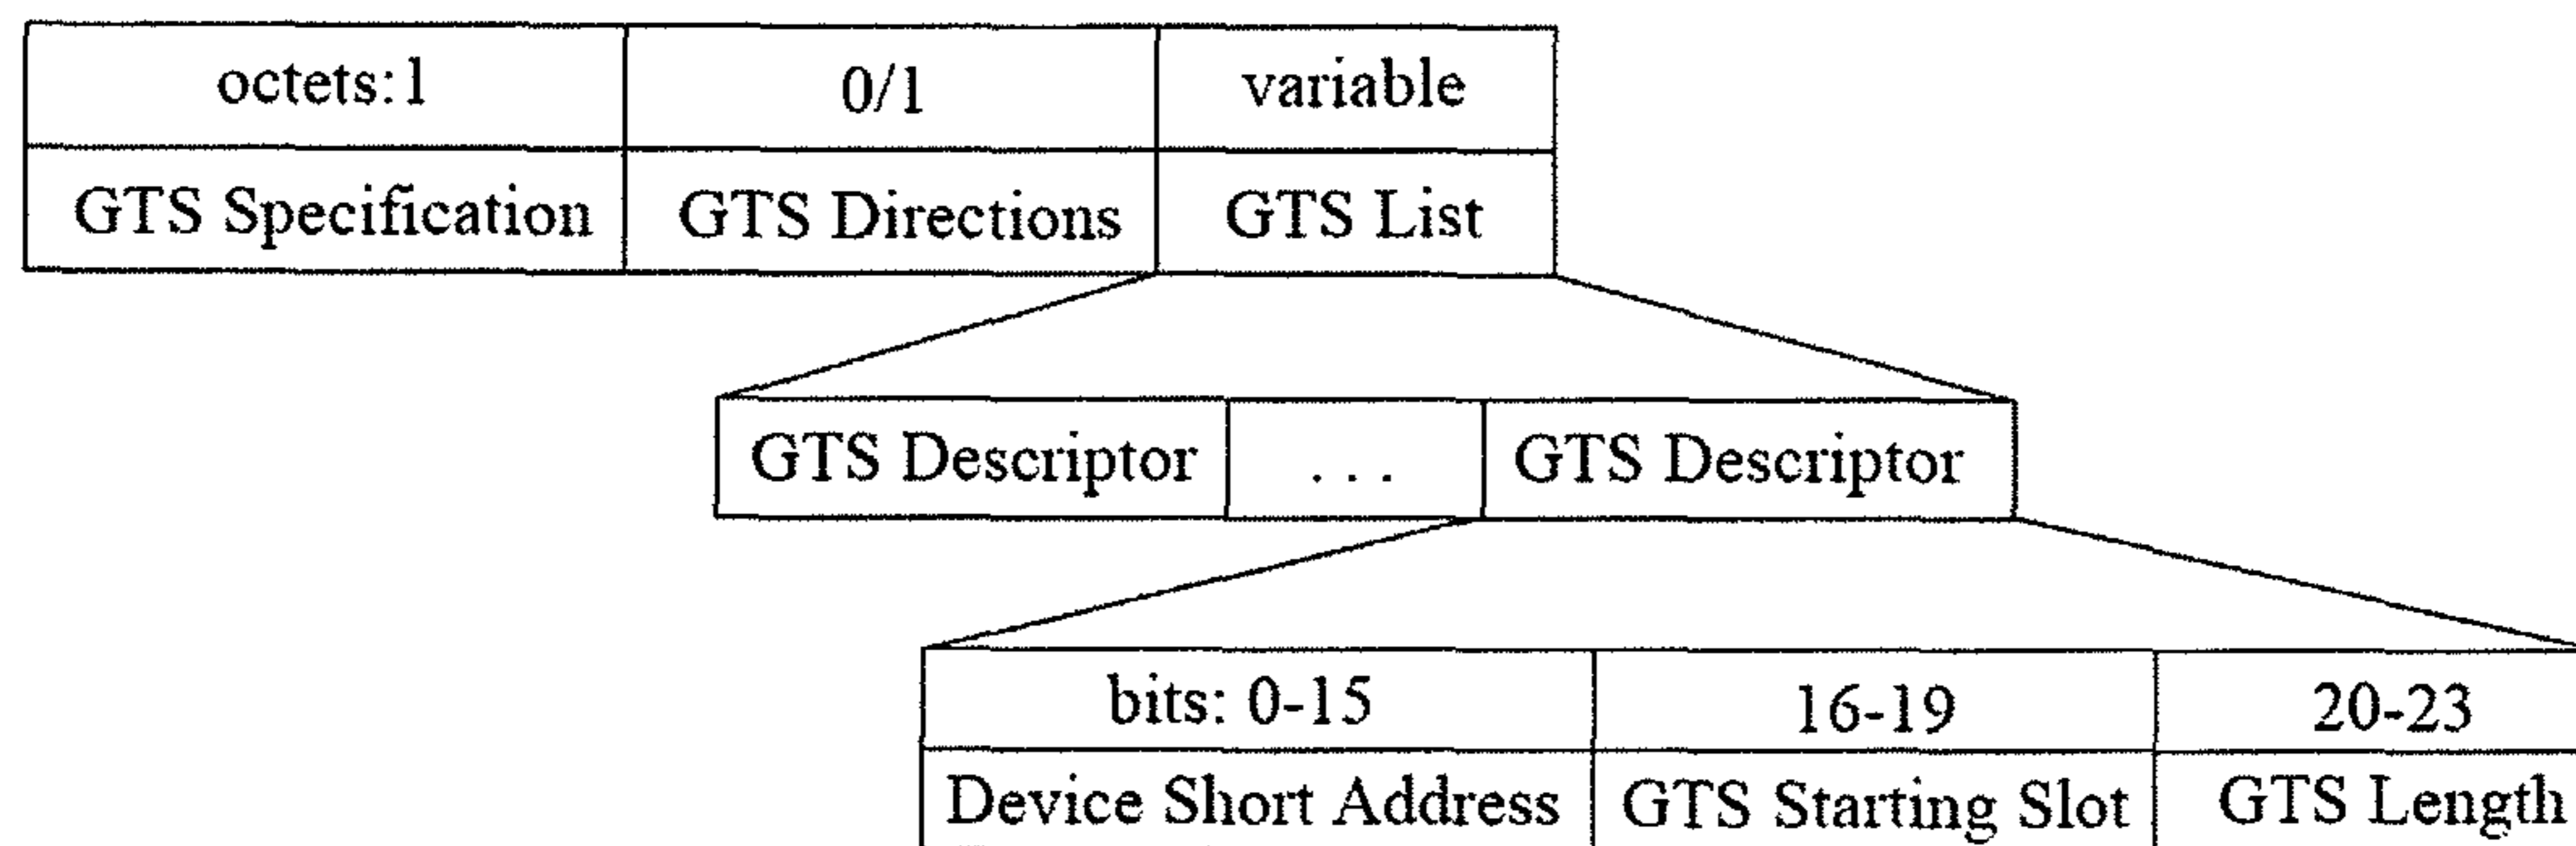 octets:1 0/1 variable
GTS Specification GTS Directions GTS List
GTS Descriptor . . . GTS Descriptor
bits: 0-15 16-19 20-23
Device Short Address GTS Starting Slot GTS Length